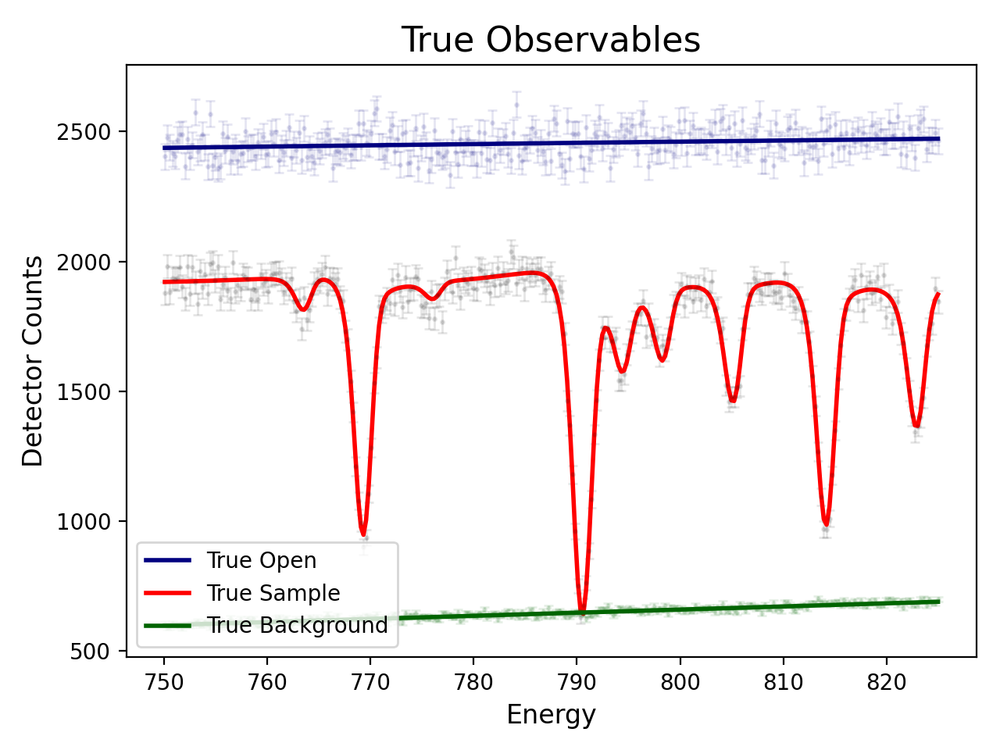 True Observables
Detector Counts
2500
2000
1500
1000
500
True Open
True Sample
True Background
750 760 770 780 790 800 810 820
Energy